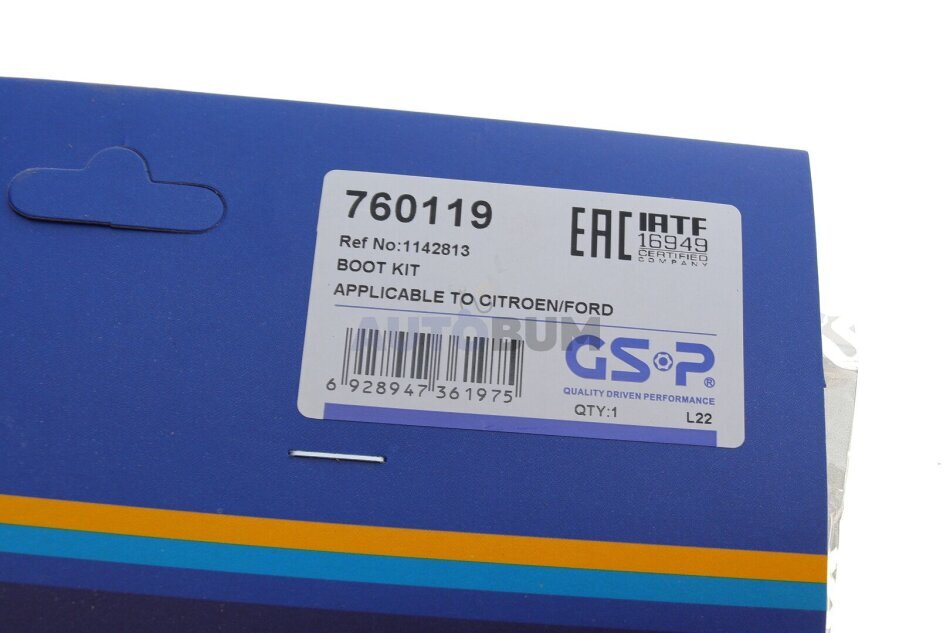 760119
Ref No:1142813
BOOT KIT
APPLICABLE TO CITROEN/FORD
EAC
IATF
16949
CERTIFIED
COMPANY
AUTOBUM
6 928947 361975
GSP®
QUALITY DRIVEN PERFORMANCE
QTY:1
L22